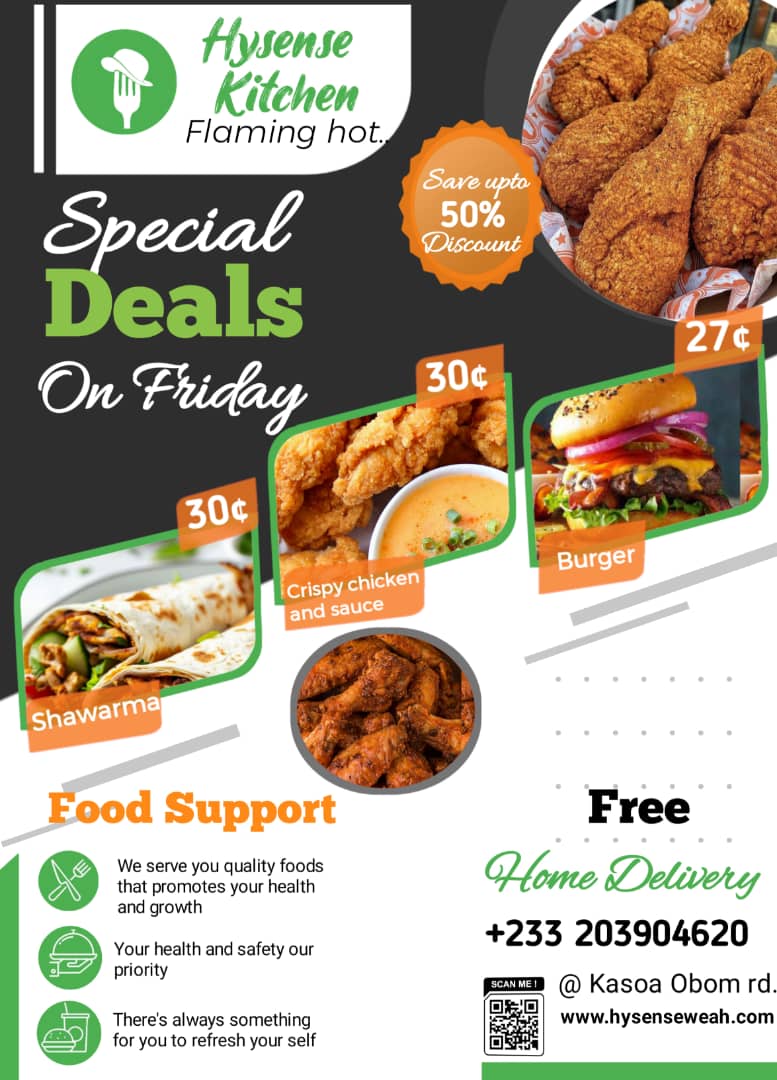 Hysense
Kitchen
Flaming hot..
Save upto
50%
Discount
Special
Deals
On Friday
27¢
30¢
30¢
Burger
Crispy chicken
and sauce
Shawarma
Food Support
We serve you quality foods
that promotes your health
and growth
Your health and safety our
priority
There's always something
for you to refresh your self
Free
Home Delivery
+233 203904620
SCAN ME !
@ Kasoa Obom rd.
www.hysenseweah.com